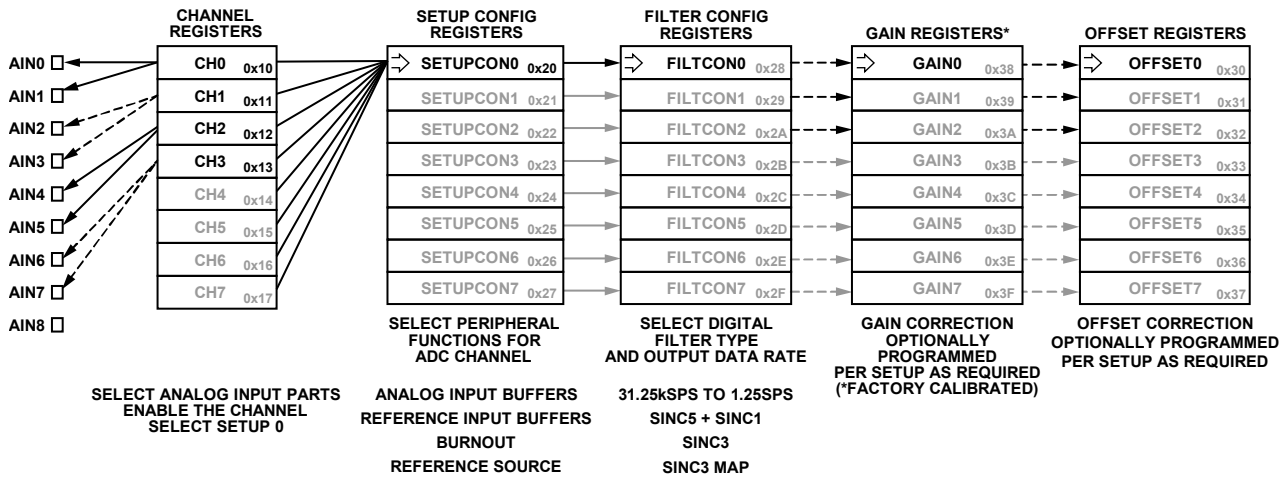 CHANNEL
REGISTERS
SETUP CONFIG
REGISTERS
FILTER CONFIG
REGISTERS
GAIN REGISTERS*
OFFSET REGISTERS
AIN0
AIN1
AIN2
AIN3
AIN4
AIN5
AIN6
AIN7
AIN8
CH0 0x10
CH1 0x11
CH2 0x12
CH3 0x13
CH4 0x14
CH5 0x15
CH6 0x16
CH7 0x17
SELECT ANALOG INPUT PARTS
ENABLE THE CHANNEL
SELECT SETUP 0
SETUPCON0 0x20
SETUPCON1 0x21
SETUPCON2 0x22
SETUPCON3 0x23
SETUPCON4 0x24
SETUPCON5 0x25
SETUPCON6 0x26
SETUPCON7 0x27
SELECT PERIPHERAL
FUNCTIONS FOR
ADC CHANNEL
ANALOG INPUT BUFFERS
REFERENCE INPUT BUFFERS
BURNOUT
REFERENCE SOURCE
FILTCON0 0x28
FILTCON1 0x29
FILTCON2 0x2A
FILTCON3 0x2B
FILTCON4 0x2C
FILTCON5 0x2D
FILTCON6 0x2E
FILTCON7 0x2F
SELECT DIGITAL
FILTER TYPE
AND OUTPUT DATA RATE
31.25kSPS TO 1.25SPS
SINC5 + SINC1
SINC3
SINC3 MAP
GAIN0 0x38
GAIN1 0x39
GAIN2 0x3A
GAIN3 0x3B
GAIN4 0x3C
GAIN5 0x3D
GAIN6 0x3E
GAIN7 0x3F
GAIN CORRECTION
OPTIONALLY
PROGRAMMED
PER SETUP AS REQUIRED
(*FACTORY CALIBRATED)
OFFSET0 0x30
OFFSET1 0x31
OFFSET2 0x32
OFFSET3 0x33
OFFSET4 0x34
OFFSET5 0x35
OFFSET6 0x36
OFFSET7 0x37
OFFSET CORRECTION
OPTIONALLY PROGRAMMED
PER SETUP AS REQUIRED